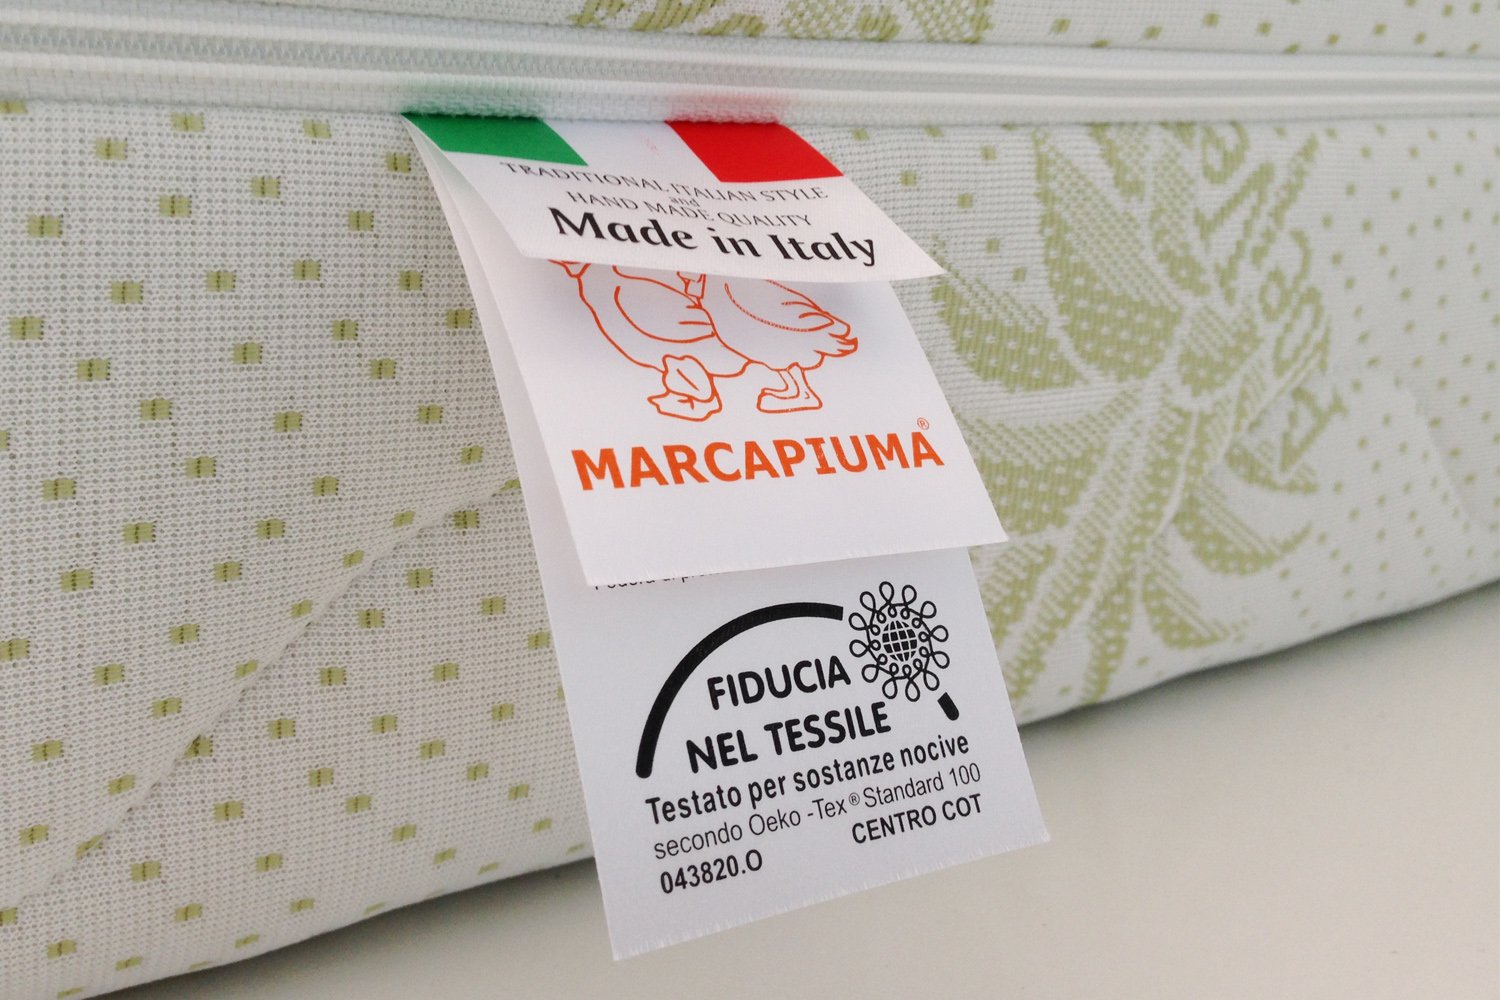 TRADITIONAL ITALIAN STYLE
and
HAND MADE QUALITY
Made in Italy
MARCAPIUMA®
FIDUCIA
NEL TESSILE
Testato per sostanze nocive
secondo Oeko -Tex® Standard 100
043820.O CENTRO COT